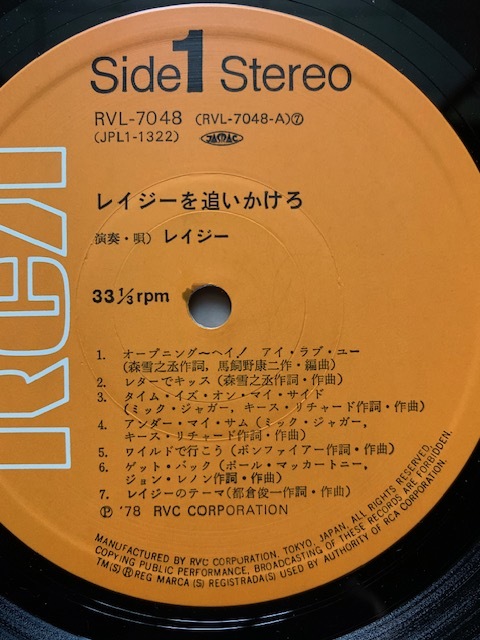 Side 1 Stereo
RVL-7048 (RVL-7048-A)⑦
(JPL1-1322) JASRAC
レイジーを追いかけろ
演奏・唄) レイジー
33 1/3 rpm
1. オープニング〜ヘイ! アイ・ラブ・ユー
(森雪之丞作詞, 馬飼野康二作・編曲)
2. レターでキッス (森雪之丞作詞・作曲)
3. タイム・イズ・オン・マイ・サイド
(ミック・ジャガー, キース・リチャード作詞・作曲)
4. アンダー・マイ・サム (ミック・ジャガー,
キース・リチャード作詞・作曲)
5. ワイルドで行こう (ボンファイアー作詞・作曲)
6. ゲット・バック (ポール・マッカートニー,
ジョン・レノン作詞・作曲)
7. レイジーのテーマ (都倉俊一作詞・作曲)
Ⓟ '78 RVC CORPORATION
MANUFACTURED BY RVC CORPORATION, TOKYO, JAPAN, ALL RIGHTS RESERVED,
COPYING PUBLIC PERFORMANCE, BROADCASTING OF THESE RECORDS ARE FORBIDDEN.
TM(S) Ⓡ REG MARCA(S) REGISTRADA(S) USED BY AUTHORITY OF RCA CORPORATION.
RCA